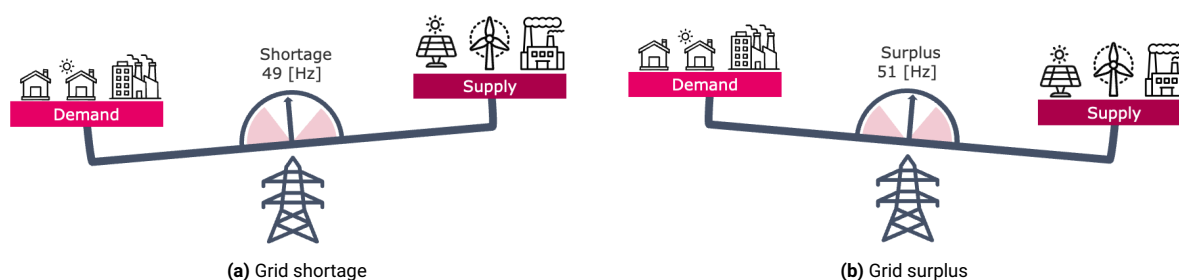 Shortage
49 [Hz]
Supply
Demand
(a) Grid shortage
Surplus
51 [Hz]
Demand
Supply
(b) Grid surplus